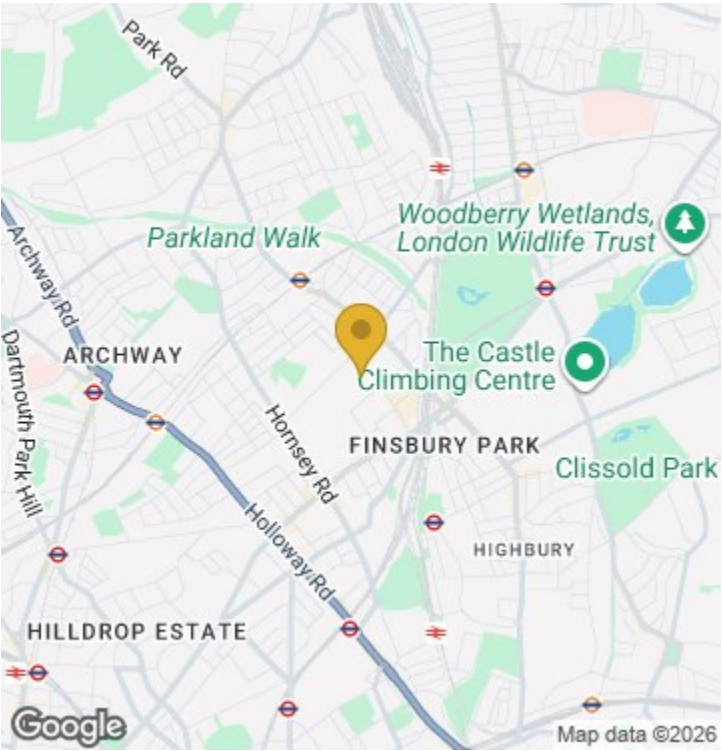 Park Rd
Woodberry Wetlands,
London Wildlife Trust
Parkland Walk
Archway Rd
ARCHWAY
The Castle
Climbing Centre
Dartmouth Park Hill
Hornsey Rd
FINSBURY PARK
Clissold Park
Holloway Rd
HIGHBURY
HILLDROP ESTATE
Google
Map data ©2026